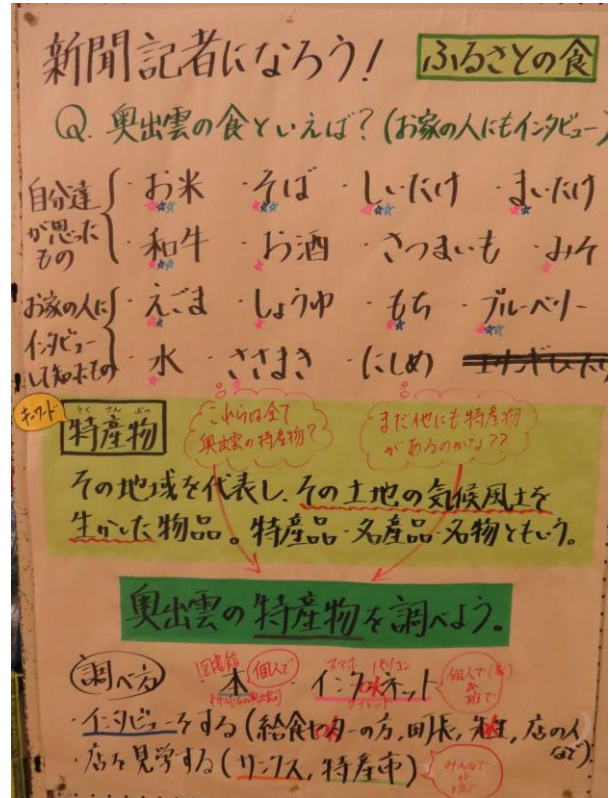 新聞記者になろう! ふるさとの食
Q. 奥出雲の食といえば?(お家の人にもインタビュー)
自分達が思ったもの
・お米 ・そば ・しいたけ ・まいたけ
・和牛 ・お酒 ・さつまいも ・みそ
お家の人にインタビューして知ったもの
・えごま ・しょうゆ ・もち ・ブルーベリー
・水 ・ささまき ・にしめ
キーワード
とくさんぶつ
特産物
これらは全て
奥出雲の特産物?
まだ他にも特産物
があるのかな??
その地域を代表し、その土地の気候風土を
生かした物品。特産品・名産品・名物ともいう。
奥出雲の特産物を調べよう。
調べ方
図書館 個人で
本
スマホ・パソコン
インターネット
タブレット
個人で
・インタビューをする(給食センターの方,町長,先生,店の人など)
・店を見学する(サンクス,特産市)
みんなで